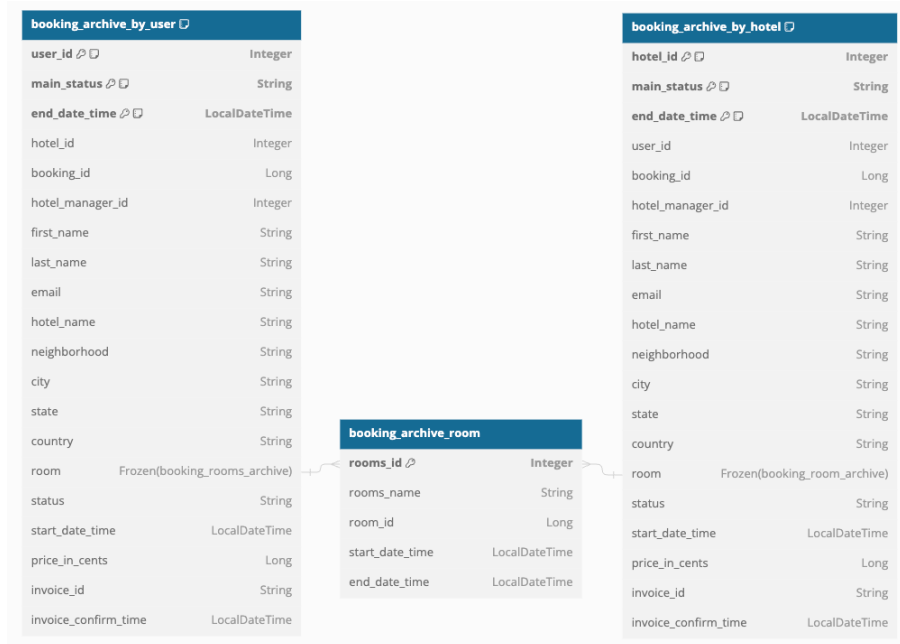 booking_archive_by_user
user_id Integer
main_status String
end_date_time LocalDateTime
hotel_id Integer
booking_id Long
hotel_manager_id Integer
first_name String
last_name String
email String
hotel_name String
neighborhood String
city String
state String
country String
room Frozen(booking_rooms_archive)
status String
start_date_time LocalDateTime
price_in_cents Long
invoice_id String
invoice_confirm_time LocalDateTime
booking_archive_room
rooms_id Integer
rooms_name String
room_id Long
start_date_time LocalDateTime
end_date_time LocalDateTime
booking_archive_by_hotel
hotel_id Integer
main_status String
end_date_time LocalDateTime
user_id Integer
booking_id Long
hotel_manager_id Integer
first_name String
last_name String
email String
hotel_name String
neighborhood String
city String
state String
country String
room Frozen(booking_room_archive)
status String
start_date_time LocalDateTime
price_in_cents Long
invoice_id String
invoice_confirm_time LocalDateTime